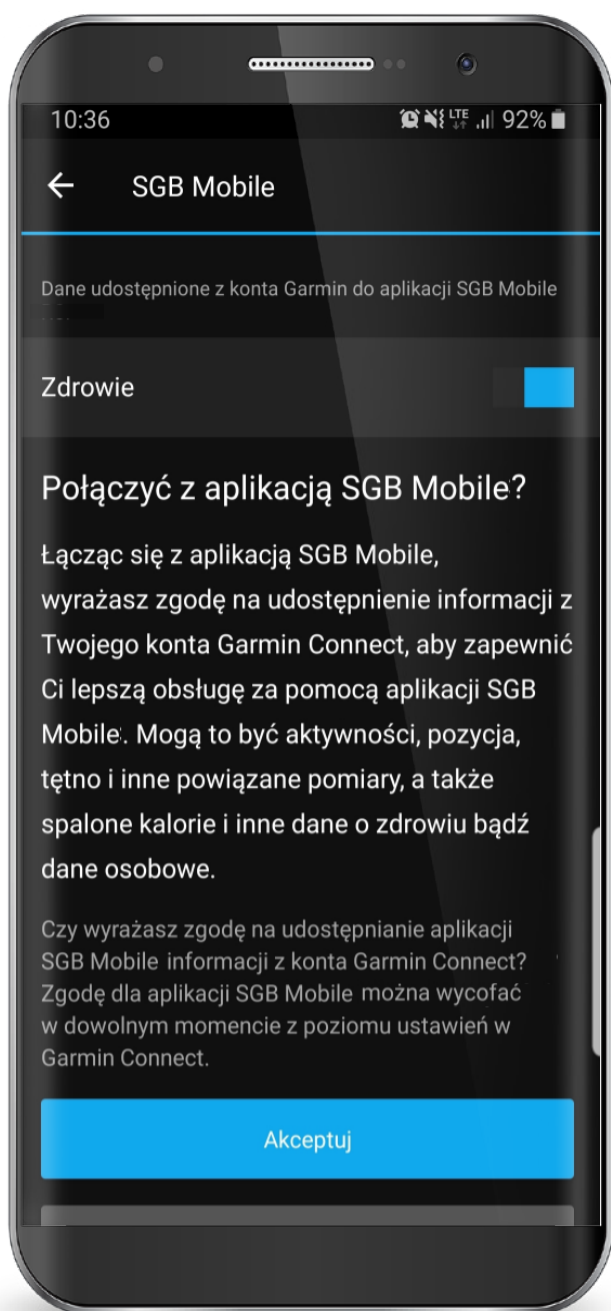 10:36 LTE 92%
SGB Mobile
Dane udostępnione z konta Garmin do aplikacji SGB Mobile
Zdrowie
Połączyć z aplikacją SGB Mobile?
Łącząc się z aplikacją SGB Mobile,
wyrażasz zgodę na udostępnienie informacji z
Twojego konta Garmin Connect, aby zapewnić
Ci lepszą obsługę za pomocą aplikacji SGB
Mobile. Mogą to być aktywności, pozycja,
tętno i inne powiązane pomiary, a także
spalone kalorie i inne dane o zdrowiu bądź
dane osobowe.
Czy wyrażasz zgodę na udostępnianie aplikacji
SGB Mobile informacji z konta Garmin Connect?
Zgodę dla aplikacji SGB Mobile można wycofać
w dowolnym momencie z poziomu ustawień w
Garmin Connect.
Akceptuj